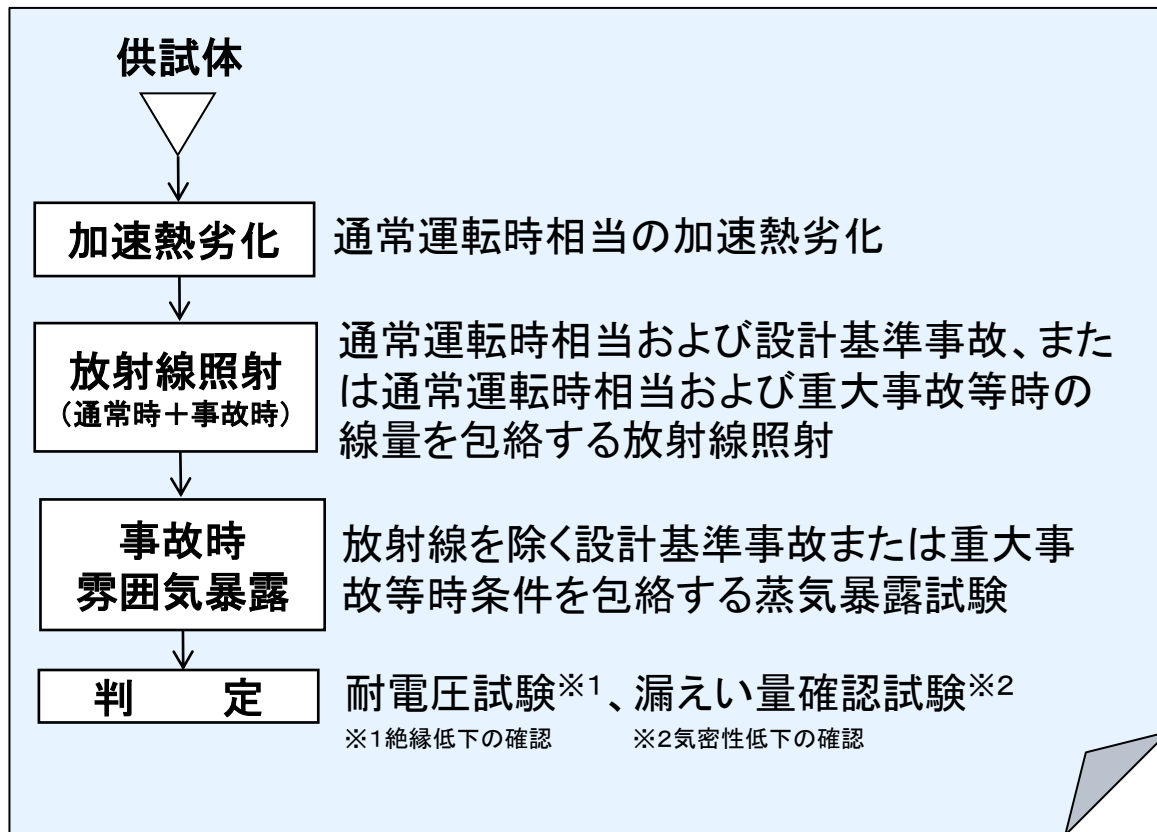 供試体
加速熱劣化
通常運転時相当の加速熱劣化
放射線照射
（通常時＋事故時）
通常運転時相当および設計基準事故、また
は通常運転時相当および重大事故等時の
線量を包絡する放射線照射
事故時
雰囲気暴露
放射線を除く設計基準事故または重大事
故等時条件を包絡する蒸気暴露試験
判　　定
耐電圧試験※1、漏えい量確認試験※2
※1絶縁低下の確認　　※2気密性低下の確認